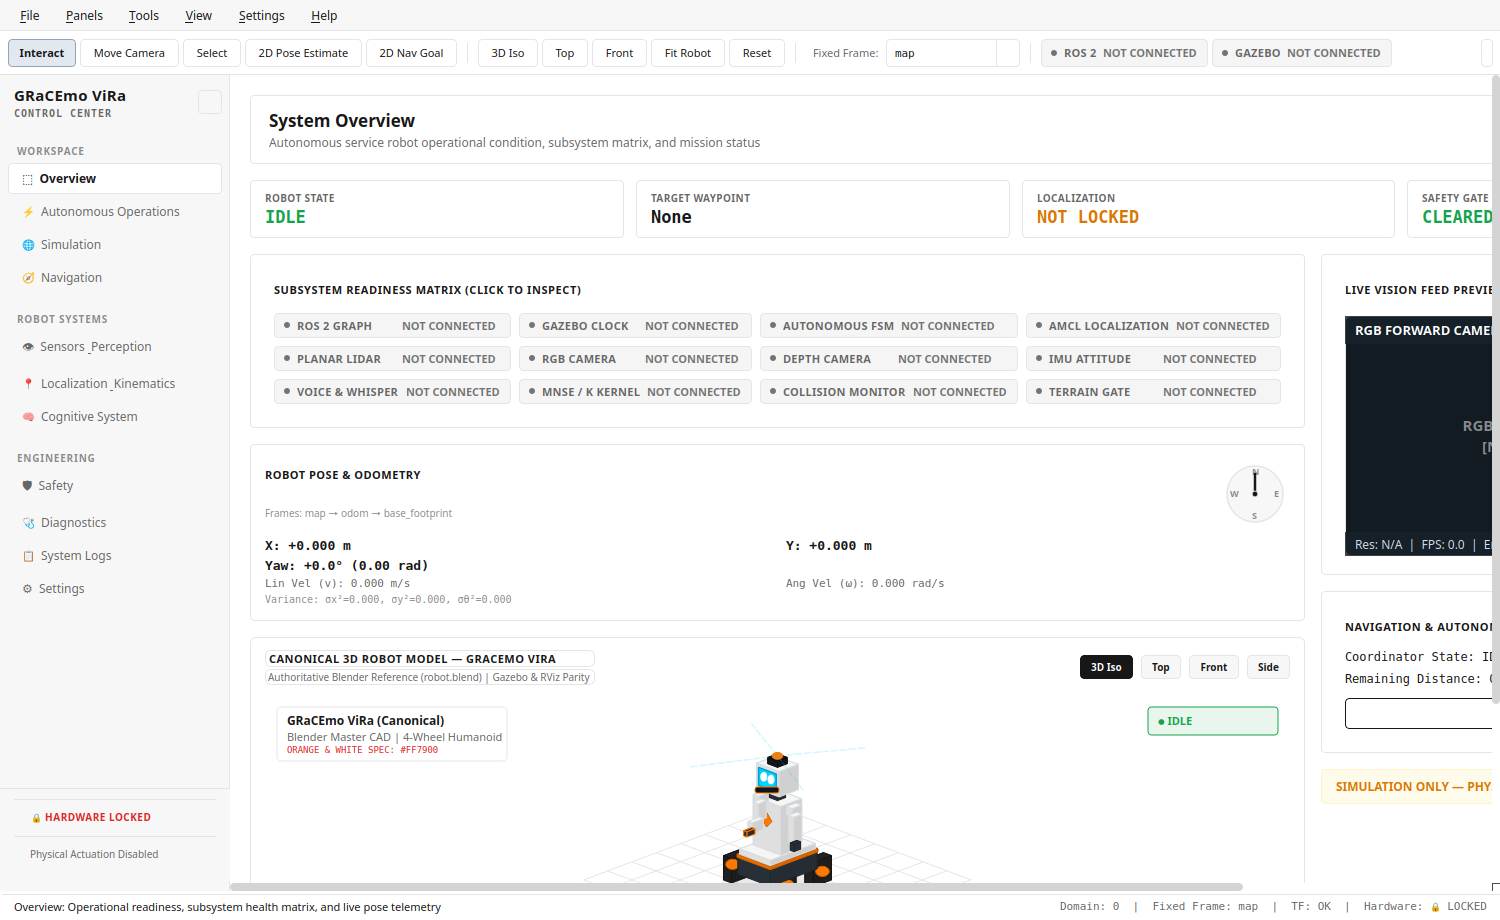 File Panels Tools View Settings Help
Interact Move Camera Select 2D Pose Estimate 2D Nav Goal 3D Iso Top Front Fit Robot Reset Fixed Frame: map ROS 2 NOT CONNECTED GAZEBO NOT CONNECTED
GRaCEmo ViRa
CONTROL CENTER
WORKSPACE
Overview
Autonomous Operations
Simulation
Navigation
ROBOT SYSTEMS
Sensors _Perception
Localization _Kinematics
Cognitive System
ENGINEERING
Safety
Diagnostics
System Logs
Settings
HARDWARE LOCKED
Physical Actuation Disabled
System Overview
Autonomous service robot operational condition, subsystem matrix, and mission status
ROBOT STATE
IDLE
TARGET WAYPOINT
None
LOCALIZATION
NOT LOCKED
SAFETY GATE
CLEARED
SUBSYSTEM READINESS MATRIX (CLICK TO INSPECT)
ROS 2 GRAPH NOT CONNECTED GAZEBO CLOCK NOT CONNECTED AUTONOMOUS FSM NOT CONNECTED AMCL LOCALIZATION NOT CONNECTED
PLANAR LIDAR NOT CONNECTED RGB CAMERA NOT CONNECTED DEPTH CAMERA NOT CONNECTED IMU ATTITUDE NOT CONNECTED
VOICE & WHISPER NOT CONNECTED MNSE / K KERNEL NOT CONNECTED COLLISION MONITOR NOT CONNECTED TERRAIN GATE NOT CONNECTED
ROBOT POSE & ODOMETRY
N
W E
S
Frames: map → odom → base_footprint
X: +0.000 m Y: +0.000 m
Yaw: +0.0° (0.00 rad)
Lin Vel (v): 0.000 m/s Ang Vel (ω): 0.000 rad/s
Variance: σx²=0.000, σy²=0.000, σθ²=0.000
CANONICAL 3D ROBOT MODEL — GRACEMO VIRA
Authoritative Blender Reference (robot.blend) | Gazebo & RViz Parity
3D Iso Top Front Side
GRaCEmo ViRa (Canonical)
Blender Master CAD | 4-Wheel Humanoid
ORANGE & WHITE SPEC: #FF7900
IDLE
LIVE VISION FEED
RGB FORWARD
RGB
Res: N/A | FPS: 0.0 |
NAVIGATION &
Coordinator State:
Remaining Distance:
SIMULATION ONLY —
Overview: Operational readiness, subsystem health matrix, and live pose telemetry
Domain: 0 | Fixed Frame: map | TF: OK | Hardware: LOCKED